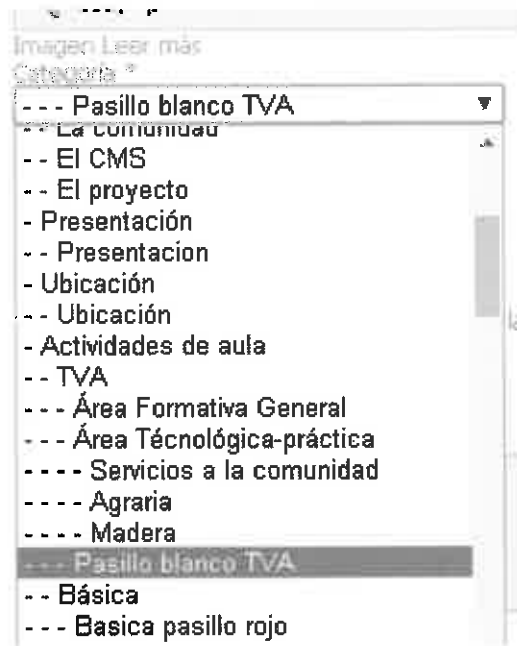 Imagen Leer más
Categoría *
- - - Pasillo blanco TVA
- - La comunidad
- - El CMS
- - El proyecto
- Presentación
- - Presentacion
- Ubicación
- - Ubicación
- Actividades de aula
- - TVA
- - - Área Formativa General
- - - Área Técnológica-práctica
- - - - Servicios a la comunidad
- - - - Agraria
- - - - Madera
- - - Pasillo blanco TVA
- - Básica
- - - Basica pasillo rojo